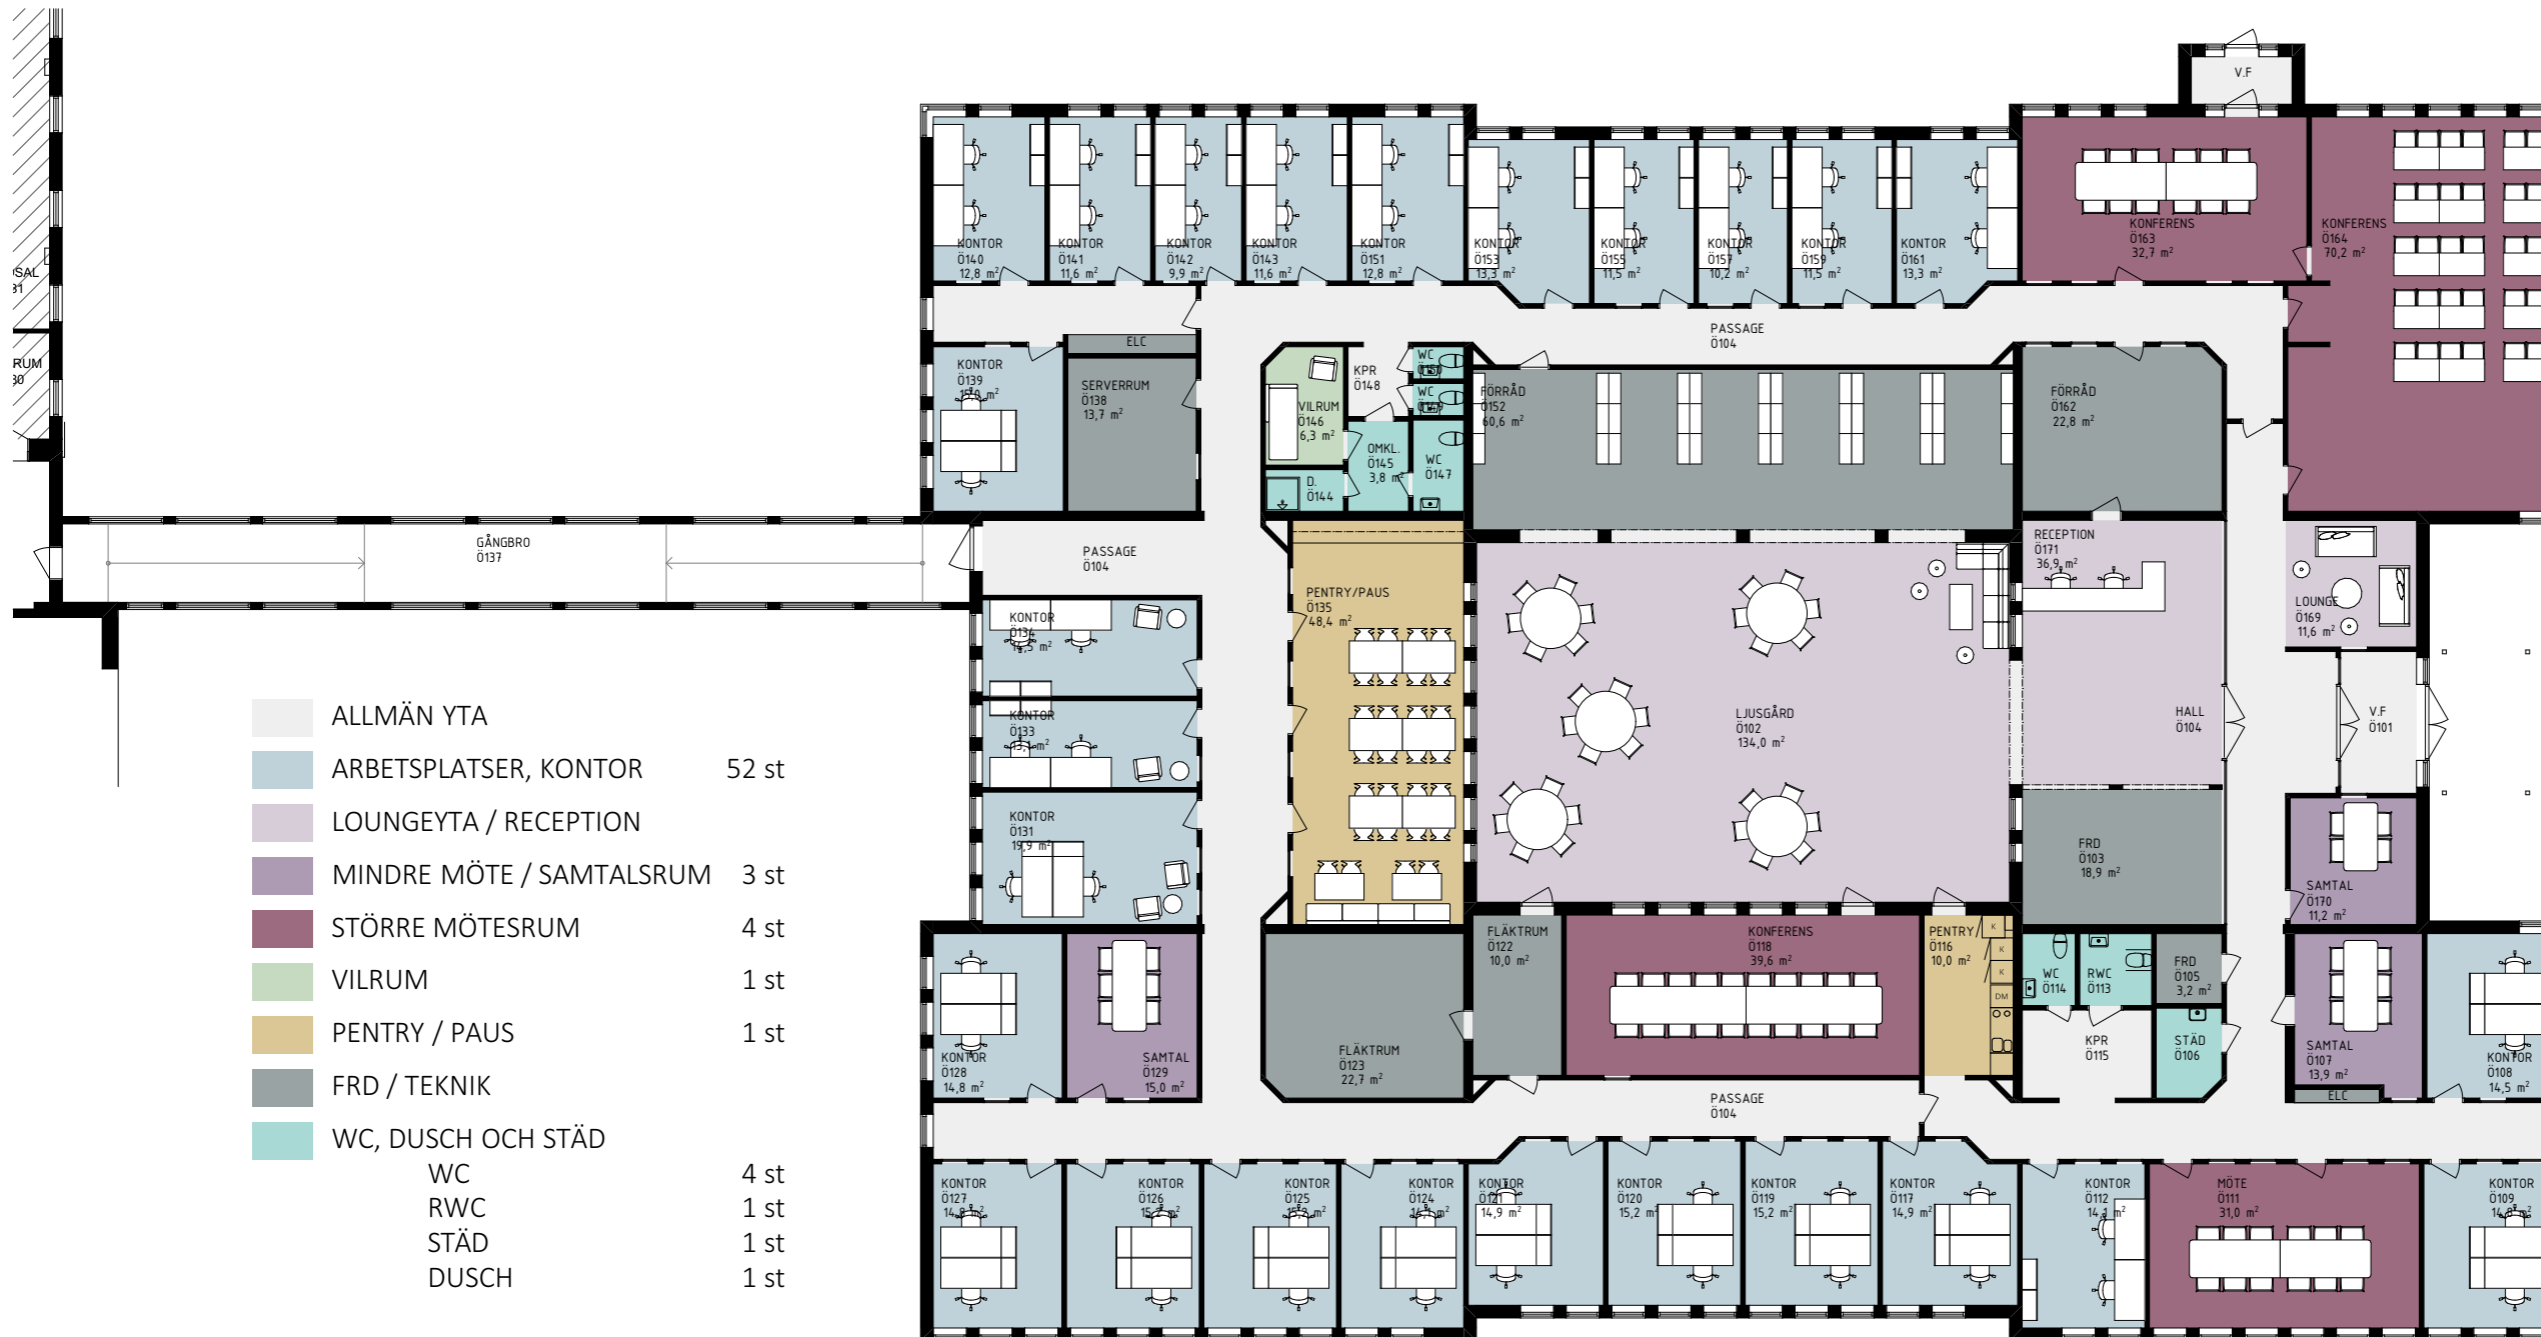 V.F
KONTOR
Ö140
12,8 m²
KONTOR
Ö141
11,6 m²
KONTOR
Ö142
9,9 m²
KONTOR
Ö143
11,6 m²
KONTOR
Ö151
12,8 m²
KONTOR
Ö153
13,3 m²
KONTOR
Ö155
11,5 m²
KONTOR
Ö157
10,2 m²
KONTOR
Ö159
11,5 m²
KONTOR
Ö161
13,3 m²
KONFERENS
Ö163
32,7 m²
KONFERENS
Ö164
70,2 m²
PASSAGE
Ö104
ELC
KONTOR
Ö139
SERVERRUM
Ö138
13,7 m²
VILRUM
Ö146
6,3 m²
KPR
Ö148
WC
WC
OMKL.
Ö145
3,8 m²
WC
Ö147
D.
Ö144
FÖRRÅD
Ö152
60,6 m²
FÖRRÅD
Ö162
22,8 m²
GÅNGBRO
Ö137
PASSAGE
Ö104
PENTRY/PAUS
Ö135
48,4 m²
RECEPTION
Ö171
36,9 m²
LOUNGE
Ö169
11,6 m²
KONTOR
Ö134
14,5 m²
KONTOR
Ö133
13,1 m²
KONTOR
Ö131
19,9 m²
LJUSGÅRD
Ö102
134,0 m²
HALL
Ö104
V.F
Ö101
FRD
Ö103
18,9 m²
SAMTAL
Ö170
11,2 m²
ALLMÄN YTA
ARBETSPLATSER, KONTOR 52 st
LOUNGEYTA / RECEPTION
MINDRE MÖTE / SAMTALSRUM 3 st
STÖRRE MÖTESRUM 4 st
VILRUM 1 st
PENTRY / PAUS 1 st
FRD / TEKNIK
WC, DUSCH OCH STÄD
WC 4 st
RWC 1 st
STÄD 1 st
DUSCH 1 st
KONTOR
Ö128
14,8 m²
SAMTAL
Ö129
15,0 m²
FLÄKTRUM
Ö123
22,7 m²
FLÄKTRUM
Ö122
10,0 m²
KONFERENS
Ö118
39,6 m²
PENTRY
Ö116
10,0 m²
K
K
K
DM
WC
Ö114
RWC
Ö113
FRD
Ö105
3,2 m²
KPR
Ö115
STÄD
Ö106
SAMTAL
Ö107
13,9 m²
ELC
KONTOR
Ö108
14,5 m²
PASSAGE
Ö104
KONTOR
Ö127
KONTOR
Ö126
KONTOR
Ö125
KONTOR
Ö124
KONTOR
Ö121
14,9 m²
KONTOR
Ö120
15,2 m²
KONTOR
Ö119
15,2 m²
KONTOR
Ö117
14,9 m²
KONTOR
Ö112
14,1 m²
MÖTE
Ö111
31,0 m²
KONTOR
Ö109